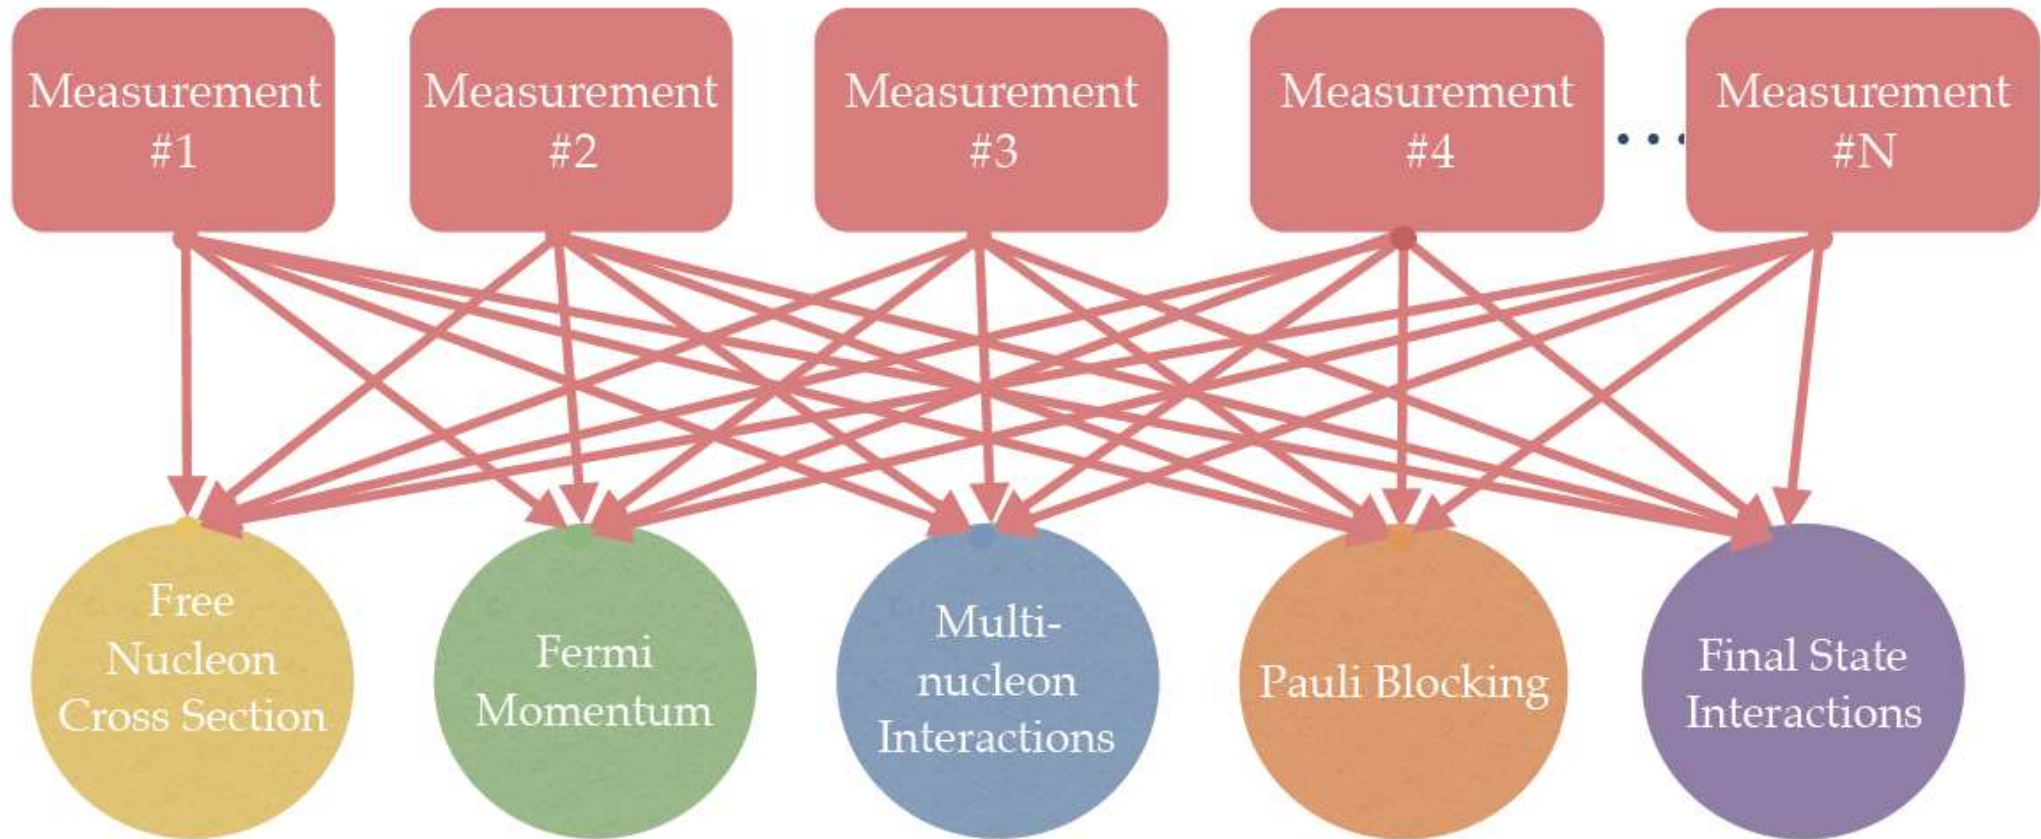 Measurement
#1
Measurement
#2
Measurement
#3
Measurement
#4
...
Measurement
#N
Free
Nucleon
Cross Section
Fermi
Momentum
Multi-
nucleon
Interactions
Pauli Blocking
Final State
Interactions